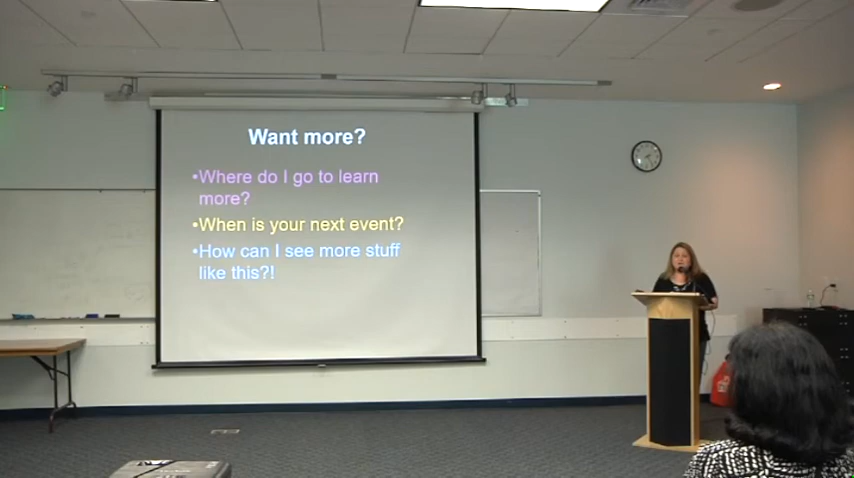 Want more?
•Where do I go to learn
more?
•When is your next event?
•How can I see more stuff
like this?!